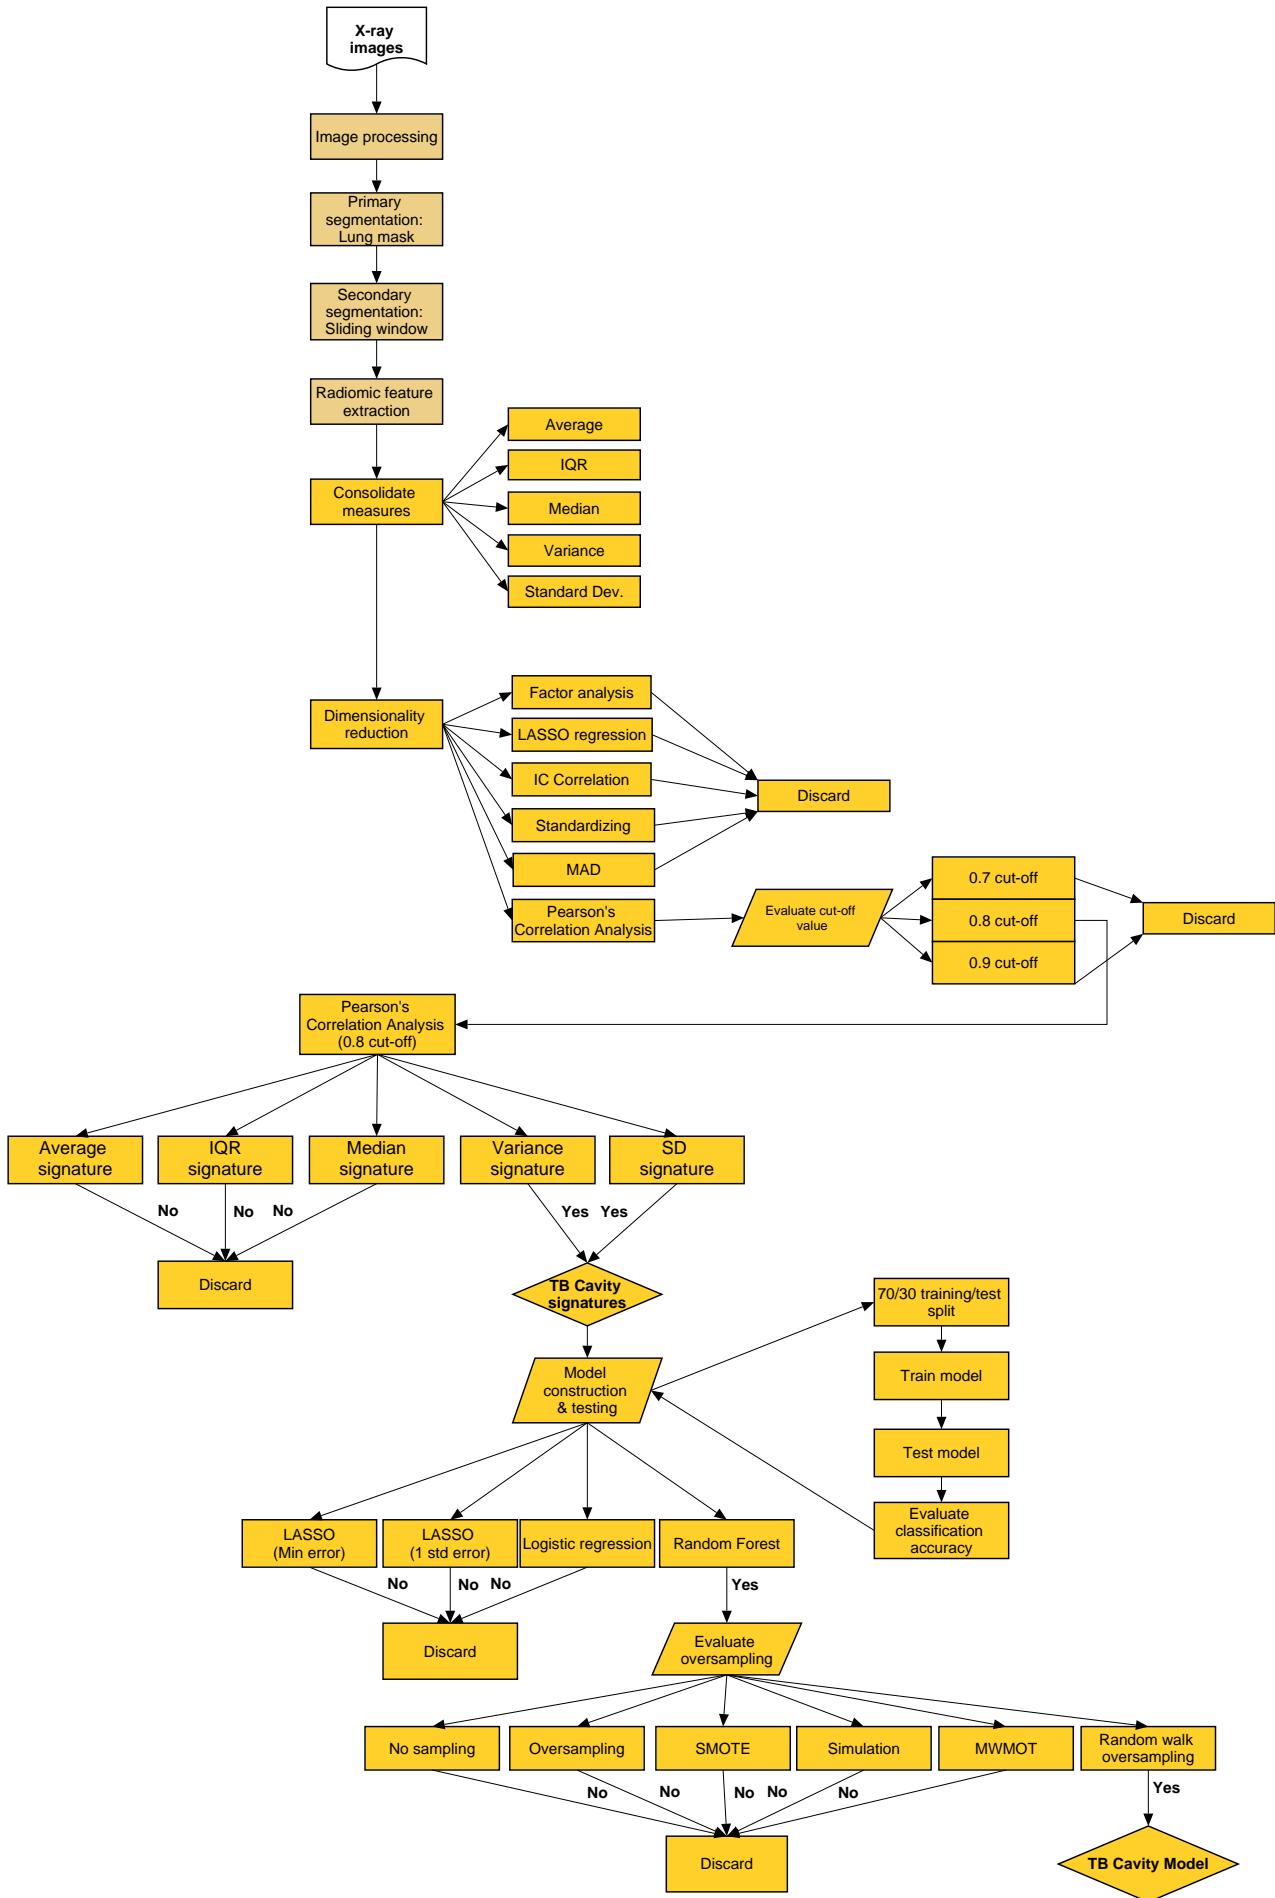 X-ray
images
Image processing
Primary
segmentation:
Lung mask
Secondary
segmentation:
Sliding window
Radiomic feature
extraction
Average
IQR
Consolidate
measures
Median
Variance
Standard Dev.
Factor analysis
Dimensionality
reduction
LASSO regression
IC Correlation
Discard
Standardizing
MAD
0.7 cut-off
Pearson's
Correlation Analysis
Evaluate cut-off
value
0.8 cut-off
Discard
0.9 cut-off
Pearson's
Correlation Analysis
(0.8 cut-off)
Average
signature
IQR
signature
Median
signature
Variance
signature
SD
signature
No
No
No
Yes
Yes
Discard
TB Cavity
signatures
70/30 training/test
split
Model
construction
& testing
Train model
Test model
Evaluate
classification
accuracy
LASSO
(Min error)
LASSO
(1 std error)
Logistic regression
Random Forest
No
No
No
Yes
Discard
Evaluate
oversampling
No sampling
Oversampling
SMOTE
Simulation
MWMOT
Random walk
oversampling
No
No
No
No
No
Yes
Discard
TB Cavity Model